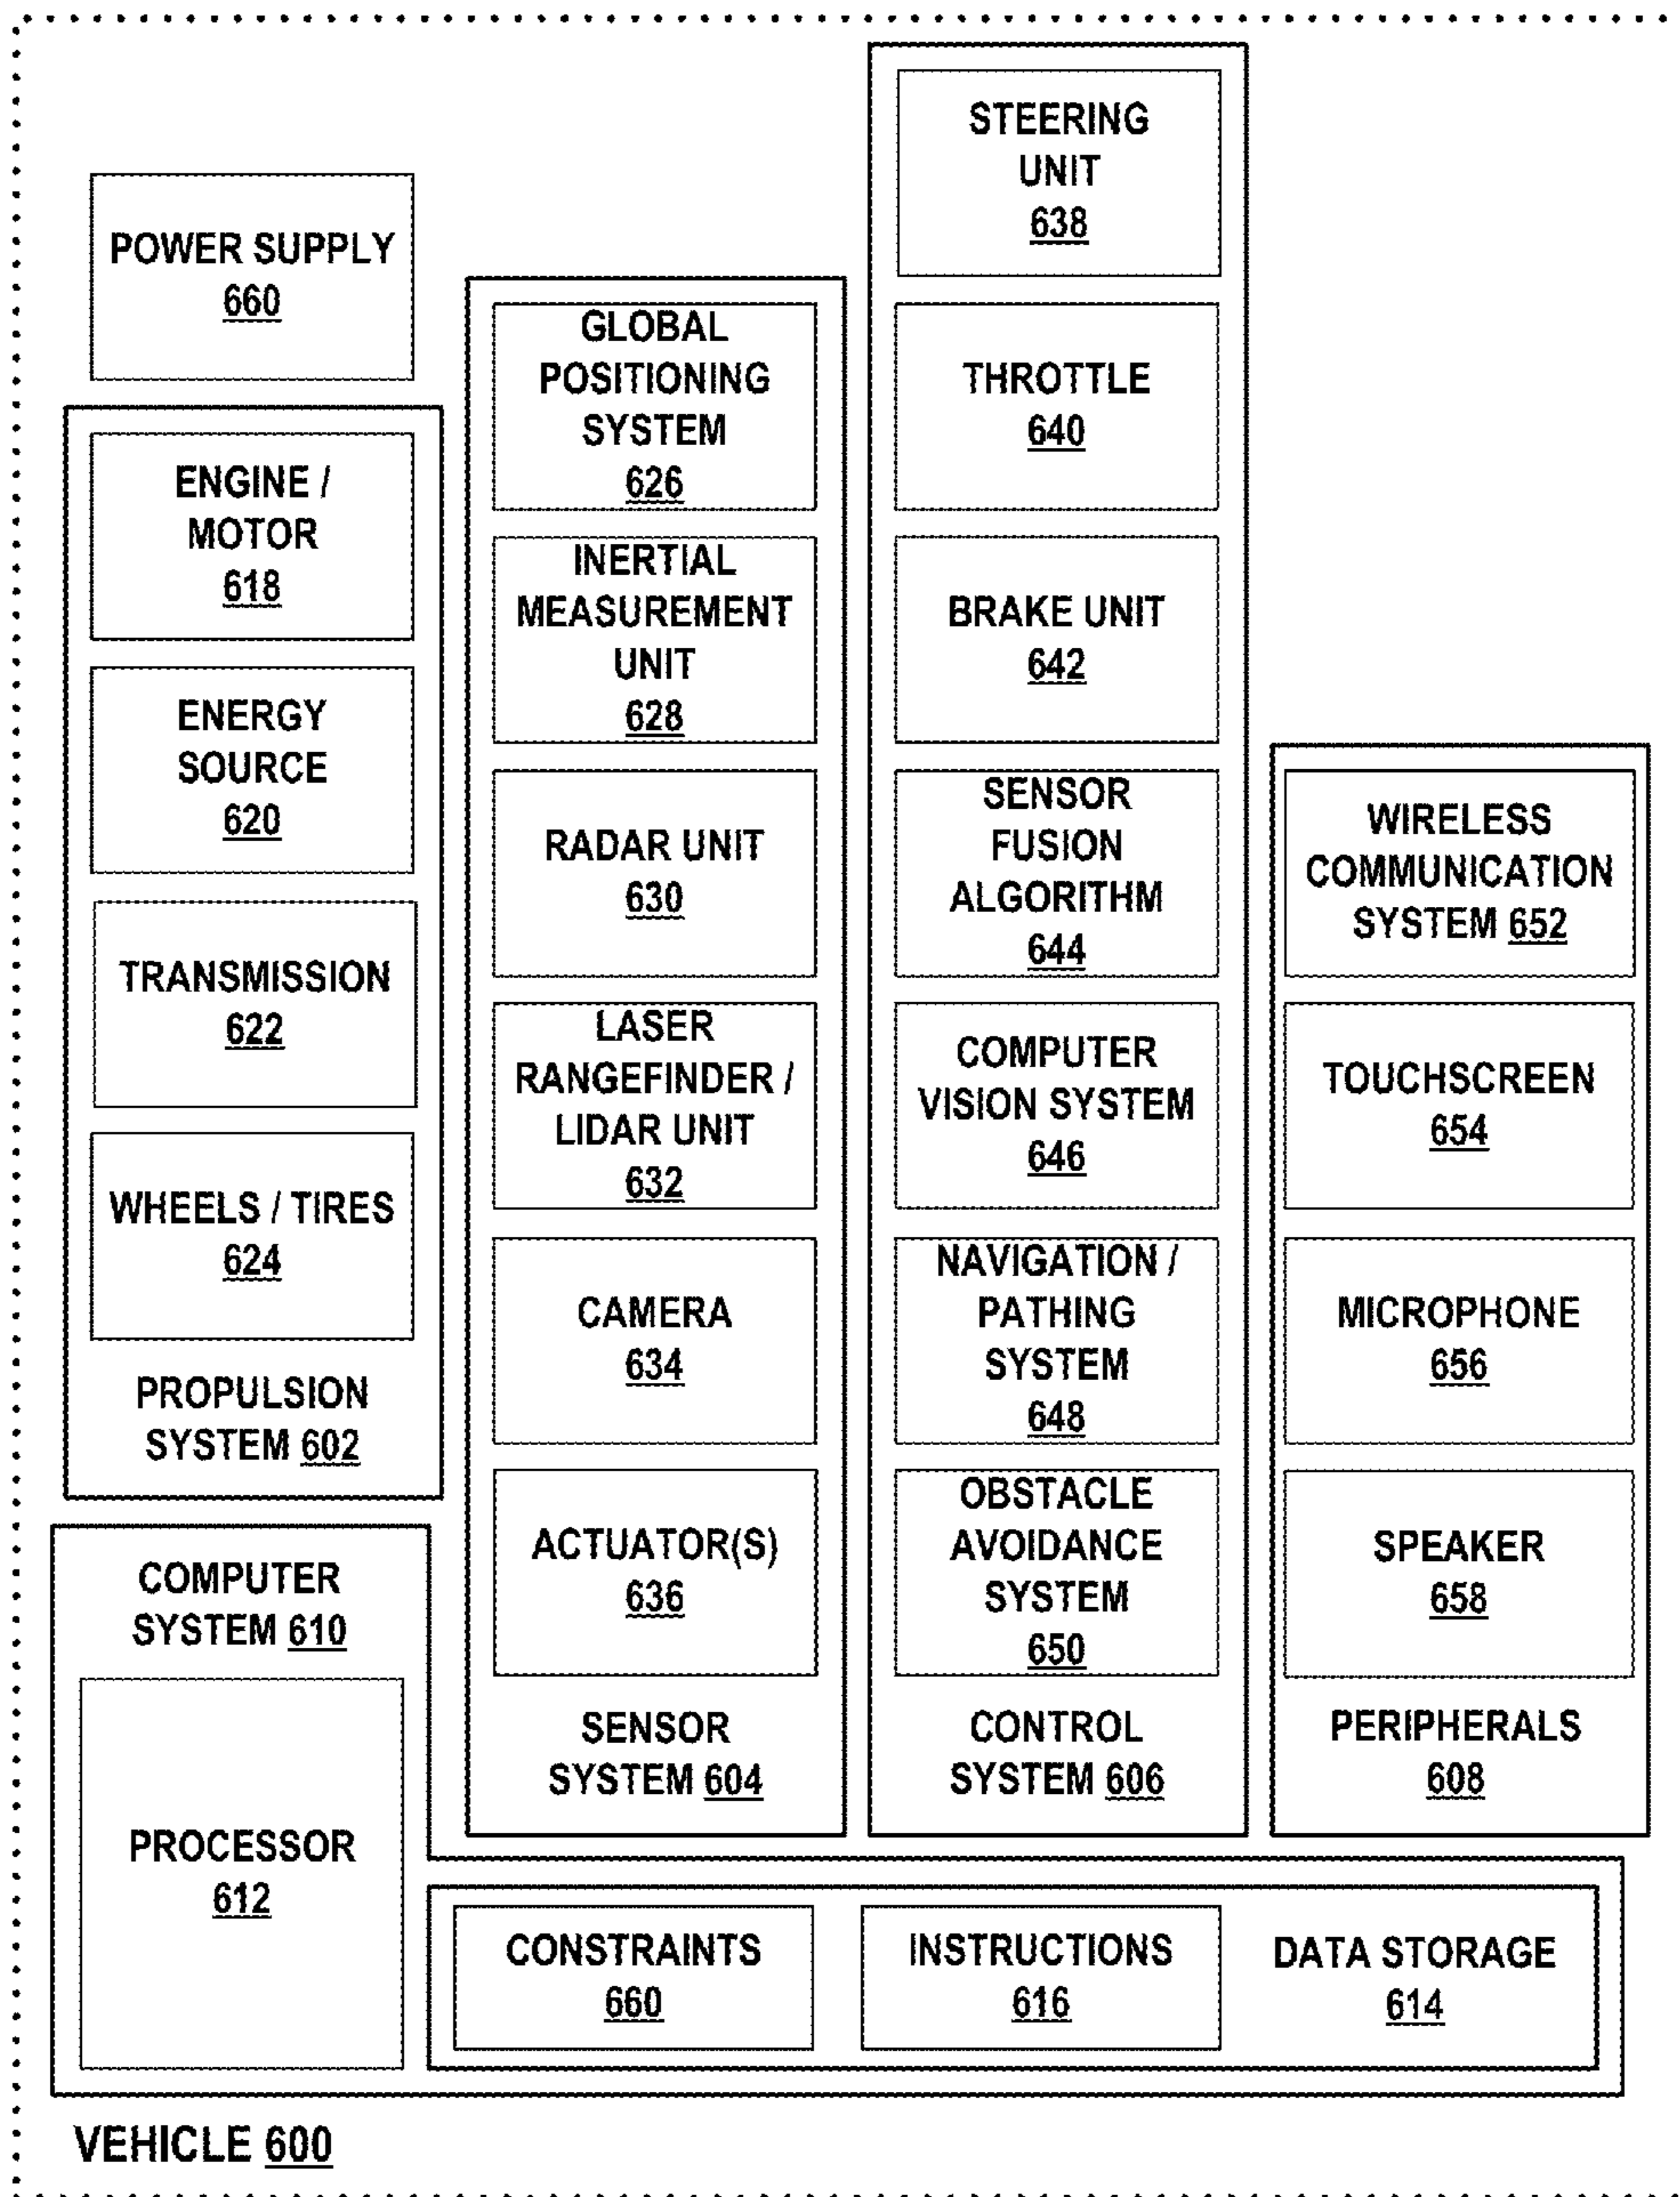 POWER SUPPLY
660
ENGINE /
MOTOR
618
ENERGY
SOURCE
620
TRANSMISSION
622
WHEELS / TIRES
624
PROPULSION
SYSTEM 602
GLOBAL
POSITIONING
SYSTEM
626
INERTIAL
MEASUREMENT
UNIT
628
RADAR UNIT
630
LASER
RANGEFINDER /
LIDAR UNIT
632
CAMERA
634
ACTUATOR(S)
636
SENSOR
SYSTEM 604
STEERING
UNIT
638
THROTTLE
640
BRAKE UNIT
642
SENSOR
FUSION
ALGORITHM
644
COMPUTER
VISION SYSTEM
646
NAVIGATION /
PATHING
SYSTEM
648
OBSTACLE
AVOIDANCE
SYSTEM
650
CONTROL
SYSTEM 606
WIRELESS
COMMUNICATION
SYSTEM 652
TOUCHSCREEN
654
MICROPHONE
656
SPEAKER
658
PERIPHERALS
608
COMPUTER
SYSTEM 610
PROCESSOR
612
CONSTRAINTS
660
INSTRUCTIONS
616
DATA STORAGE
614
VEHICLE 600